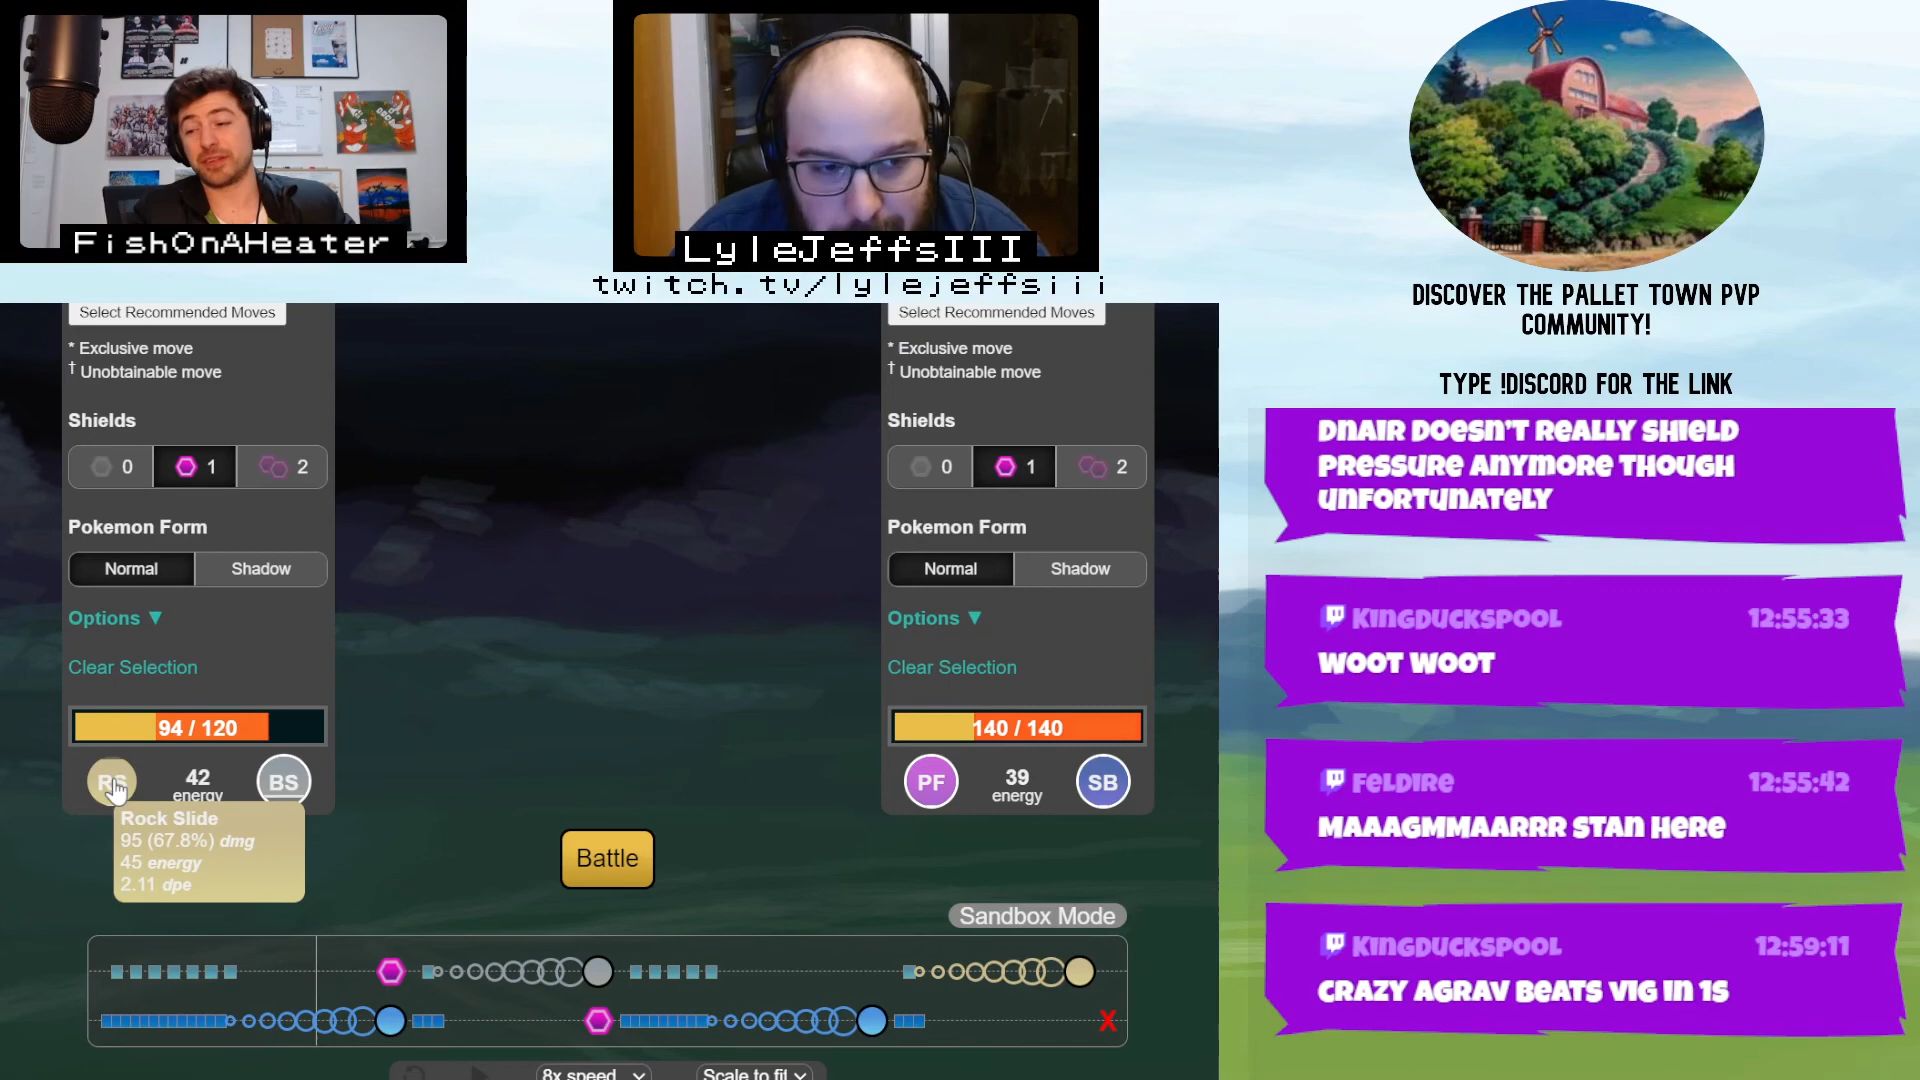 FishOnAHeater
LyleJeffsIII
twitch.tv/lylejeffsiii
DISCOVER THE PALLET TOWN PVP
COMMUNITY!
TYPE !DISCORD FOR THE LINK
Select Recommended Moves
* Exclusive move
† Unobtainable move
Shields
0 1 2
Pokemon Form
Normal Shadow
Options ▼
Clear Selection
94 / 120
RS
42
energy
BS
Rock Slide
95 (67.8%) dmg
45 energy
2.11 dpe
Select Recommended Moves
* Exclusive move
† Unobtainable move
Shields
0 1 2
Pokemon Form
Normal Shadow
Options ▼
Clear Selection
140 / 140
PF
39
energy
SB
Battle
Sandbox Mode
X
8x speed
Scale to fit
DNAIR DOESN'T REALLY SHIELD
PRESSURE ANYMORE THOUGH
UNFORTUNATELY
KINGDUCKSPOOL 12:55:33
WOOT WOOT
FELDIRE 12:55:42
MAAAGMMAARRR STAN HERE
KINGDUCKSPOOL 12:59:11
CRAZY AGRAV BEATS VIG IN 1S